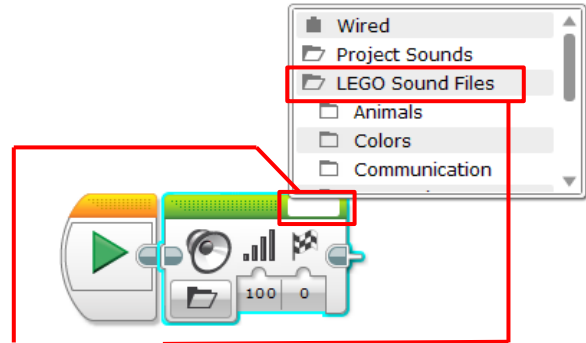 Wired
Project Sounds
LEGO Sound Files
Animals
Colors
Communication
100 0